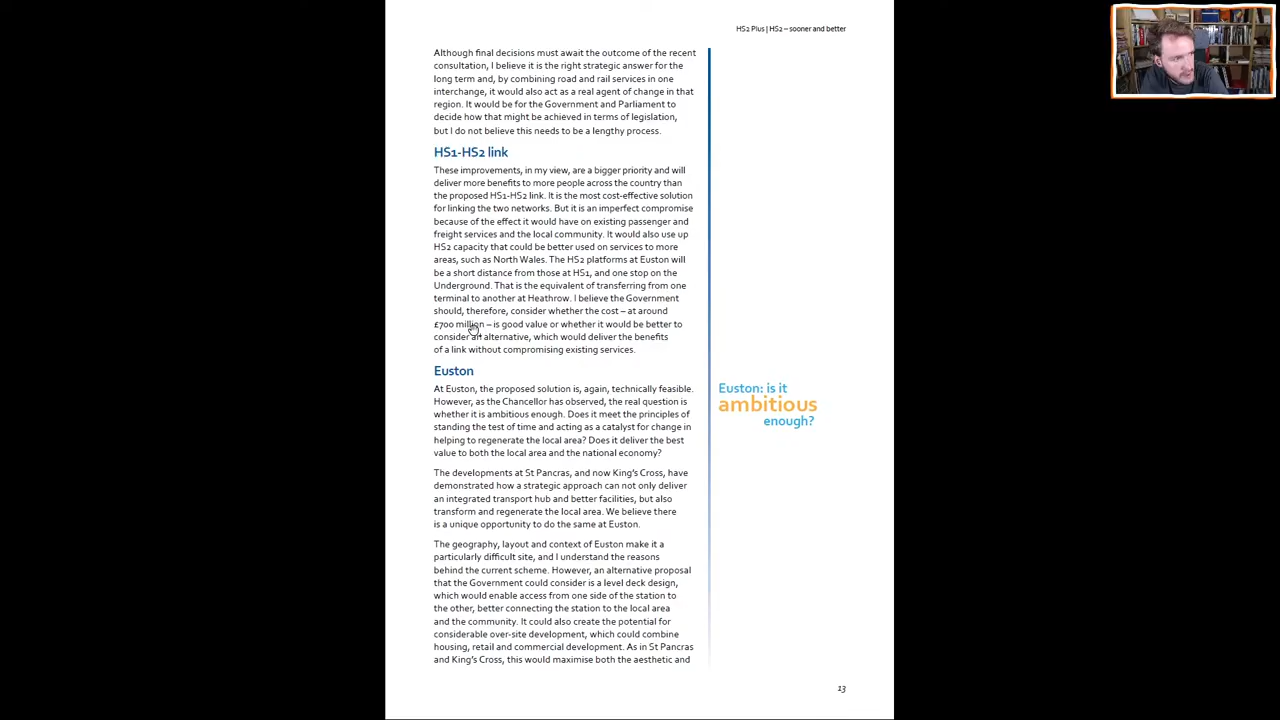 HS2 Plus | HS2 – sooner and better
Although final decisions must await the outcome of the recent
consultation, I believe it is the right strategic answer for the
long term and, by combining road and rail services in one
interchange, it would also act as a real agent of change in that
region. It would be for the Government and Parliament to
decide how that might be achieved in terms of legislation,
but I do not believe this needs to be a lengthy process.
HS1-HS2 link
These improvements, in my view, are a bigger priority and will
deliver more benefits to more people across the country than
the proposed HS1-HS2 link. It is the most cost-effective solution
for linking the two networks. But it is an imperfect compromise
because of the effect it would have on existing passenger and
freight services and the local community. It would also use up
HS2 capacity that could be better used on services to more
areas, such as North Wales. The HS2 platforms at Euston will
be a short distance from those at HS1, and one stop on the
Underground. That is the equivalent of transferring from one
terminal to another at Heathrow. I believe the Government
should, therefore, consider whether the cost – at around
£700 million – is good value or whether it would be better to
consider an alternative, which would deliver the benefits
of a link without compromising existing services.
Euston
At Euston, the proposed solution is, again, technically feasible.
However, as the Chancellor has observed, the real question is
whether it is ambitious enough. Does it meet the principles of
standing the test of time and acting as a catalyst for change in
helping to regenerate the local area? Does it deliver the best
value to both the local area and the national economy?
Euston: is it
ambitious
enough?
The developments at St Pancras, and now King's Cross, have
demonstrated how a strategic approach can not only deliver
an integrated transport hub and better facilities, but also
transform and regenerate the local area. We believe there
is a unique opportunity to do the same at Euston.
The geography, layout and context of Euston make it a
particularly difficult site, and I understand the reasons
behind the current scheme. However, an alternative proposal
that the Government could consider is a level deck design,
which would enable access from one side of the station to
the other, better connecting the station to the local area
and the community. It could also create the potential for
considerable over-site development, which could combine
housing, retail and commercial development. As in St Pancras
and King's Cross, this would maximise both the aesthetic and
13